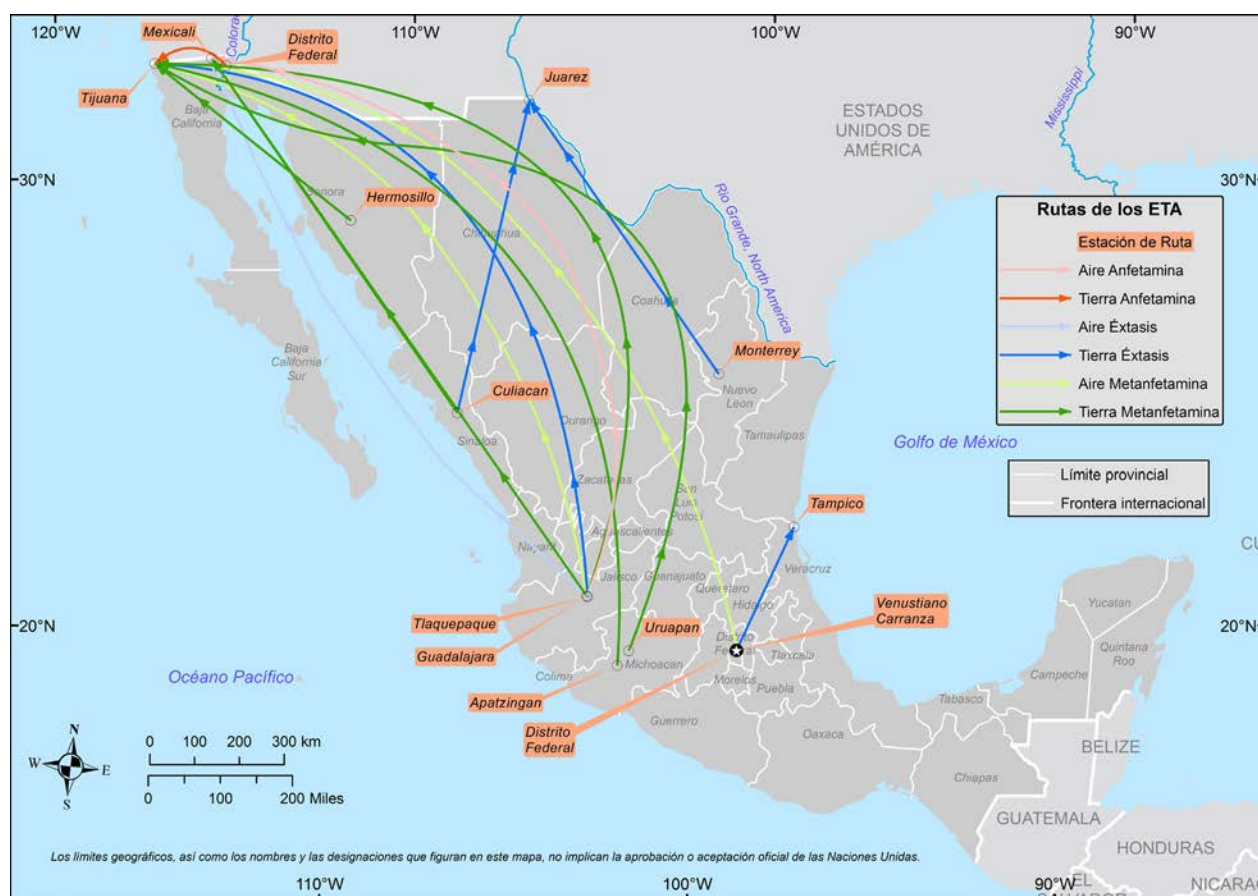 120°W
110°W
100°W
90°W
Mexicali
Colorado
Distrito
Federal
Tijuana
Baja
California
Juarez
ESTADOS
UNIDOS DE
AMÉRICA
Mississippi
30°N
30°N
Sonora
Hermosillo
Chihuahua
Rio Grande, North America
Rutas de los ETA
Estación de Ruta
Aire Anfetamina
Tierra Anfetamina
Aire Éxtasis
Tierra Éxtasis
Aire Metanfetamina
Tierra Metanfetamina
Coahuila
Baja
California
Sur
Monterrey
Nuevo
Leon
Culiacan
Sinaloa
Durango
Tamaulipas
Golfo de México
Límite provincial
Frontera internacional
Zacatecas
San
Luis
Potosi
Tampico
Aguascalientes
Nayarit
Jalisco
Guanajuato
Queretaro
Hidalgo
Veracruz
CU
Tlaquepaque
Uruapan
Venustiano
Carranza
Yucatan
20°N
20°N
Guadalajara
Distrito
Federal
Tlaxcala
Quintana
Roo
Océano Pacífico
Colima
Michoacan
Morelos
Puebla
Campeche
Apatzingan
Tabasco
Guerrero
Distrito
Federal
Oaxaca
BELIZE
N
W E
S
0 100 200 300 km
0 100 200 Miles
Chiapas
GUATEMALA
HONDURAS
Los límites geográficos, así como los nombres y las designaciones que figuran en este mapa, no implican la aprobación o aceptación oficial de las Naciones Unidas.
110°W
100°W
90°W
EL
SALVADOR
NICARAG